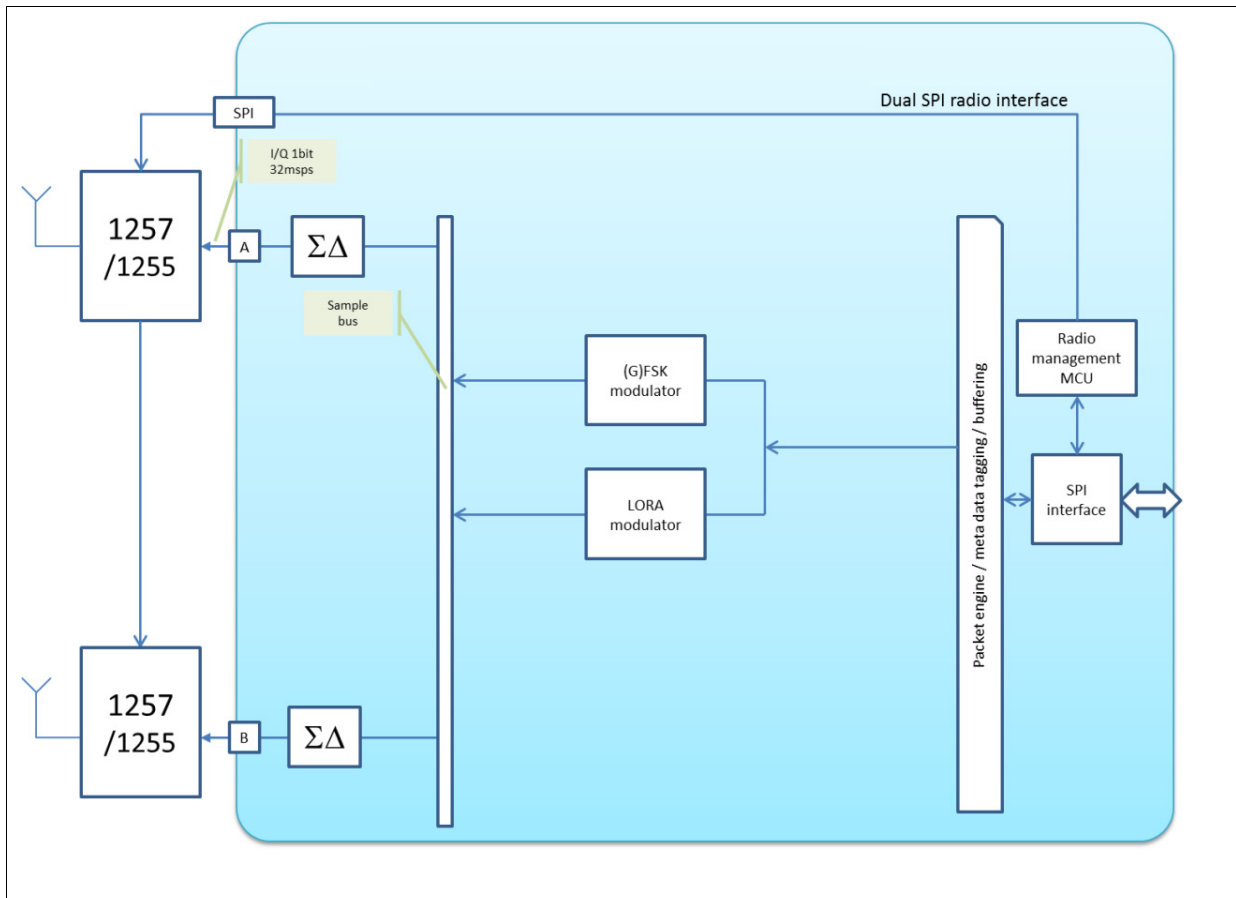 Dual SPI radio interface
SPI
I/Q 1bit
32msps
1257
/1255
A
ΣΔ
Sample
bus
(G)FSK
modulator
LORA
modulator
Packet engine / meta data tagging / buffering
Radio
management
MCU
SPI
interface
1257
/1255
B
ΣΔ